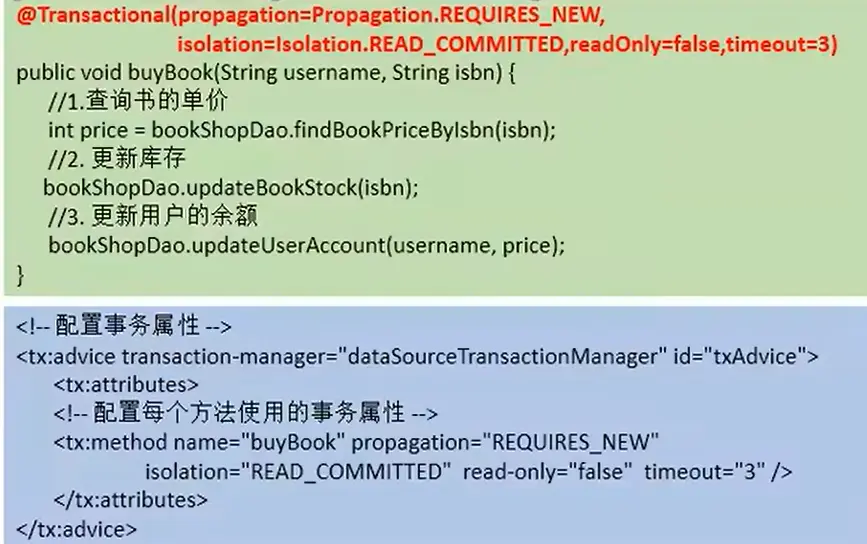 @Transactional(propagation=Propagation.REQUIRES_NEW,
isolation=Isolation.READ_COMMITTED,readOnly=false,timeout=3)
public void buyBook(String username, String isbn) {
//1.查询书的单价
int price = bookShopDao.findBookPriceByIsbn(isbn);
//2. 更新库存
bookShopDao.updateBookStock(isbn);
//3. 更新用户的余额
bookShopDao.updateUserAccount(username, price);
}
<!-- 配置事务属性 -->
<tx:advice transaction-manager="dataSourceTransactionManager" id="txAdvice">
<tx:attributes>
<!-- 配置每个方法使用的事务属性 -->
<tx:method name="buyBook" propagation="REQUIRES_NEW"
isolation="READ_COMMITTED" read-only="false" timeout="3" />
</tx:attributes>
</tx:advice>